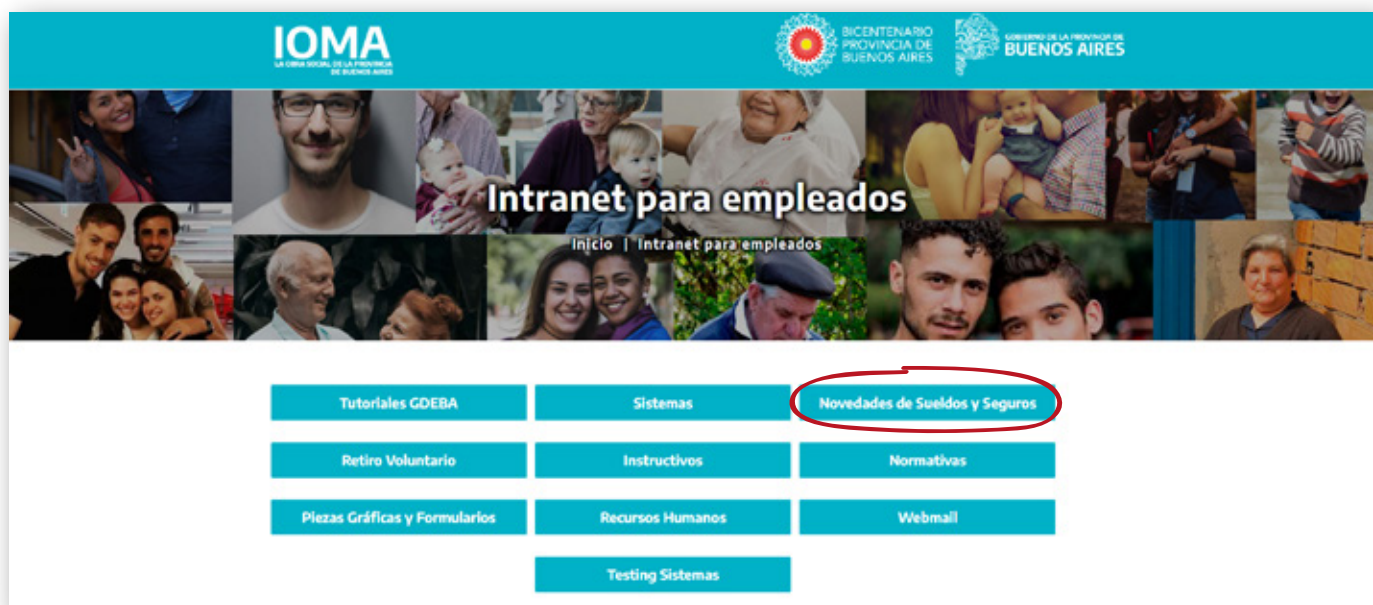 IOMA
LA OBRA SOCIAL DE LA PROVINCIA
DE BUENOS AIRES
BICENTENARIO
PROVINCIA DE
BUENOS AIRES
GOBIERNO DE LA PROVINCIA DE
BUENOS AIRES
Intranet para empleados
Inicio | Intranet para empleados
Tutoriales GDEBA
Sistemas
Novedades de Sueldos y Seguros
Retiro Voluntario
Instructivos
Normativas
Piezas Gráficas y Formularios
Recursos Humanos
Webmail
Testing Sistemas